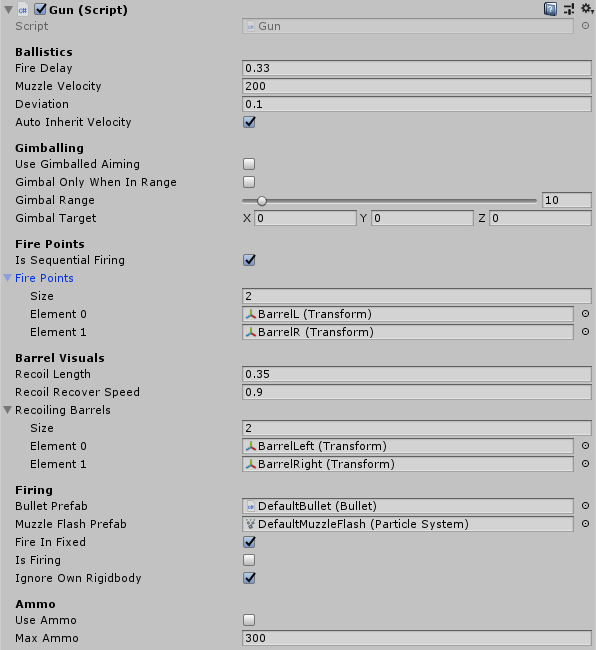 Gun (Script)
Script Gun
Ballistics
Fire Delay 0.33
Muzzle Velocity 200
Deviation 0.1
Auto Inherit Velocity
Gimballing
Use Gimballed Aiming
Gimbal Only When In Range
Gimbal Range 10
Gimbal Target X 0 Y 0 Z 0
Fire Points
Is Sequential Firing
Fire Points
Size 2
Element 0 BarrelL (Transform)
Element 1 BarrelR (Transform)
Barrel Visuals
Recoil Length 0.35
Recoil Recover Speed 0.9
Recoiling Barrels
Size 2
Element 0 BarrelLeft (Transform)
Element 1 BarrelRight (Transform)
Firing
Bullet Prefab DefaultBullet (Bullet)
Muzzle Flash Prefab DefaultMuzzleFlash (Particle System)
Fire In Fixed
Is Firing
Ignore Own Rigidbody
Ammo
Use Ammo
Max Ammo 300